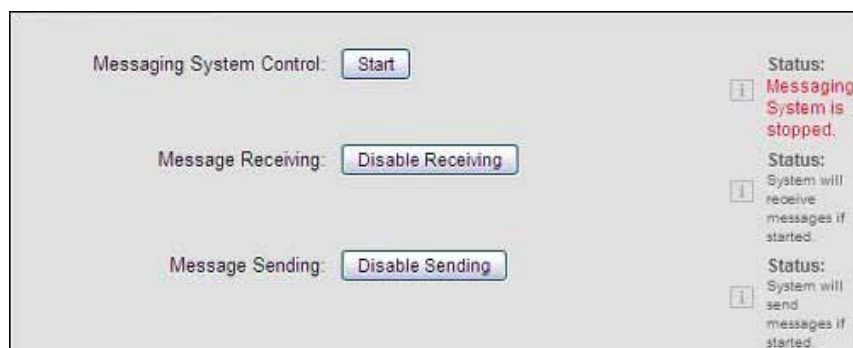 Messaging System Control: Start
Status:
Messaging
System is
stopped.
Message Receiving: Disable Receiving
Status:
System will
receive
messages if
started.
Message Sending: Disable Sending
Status:
System will
send
messages if
started.